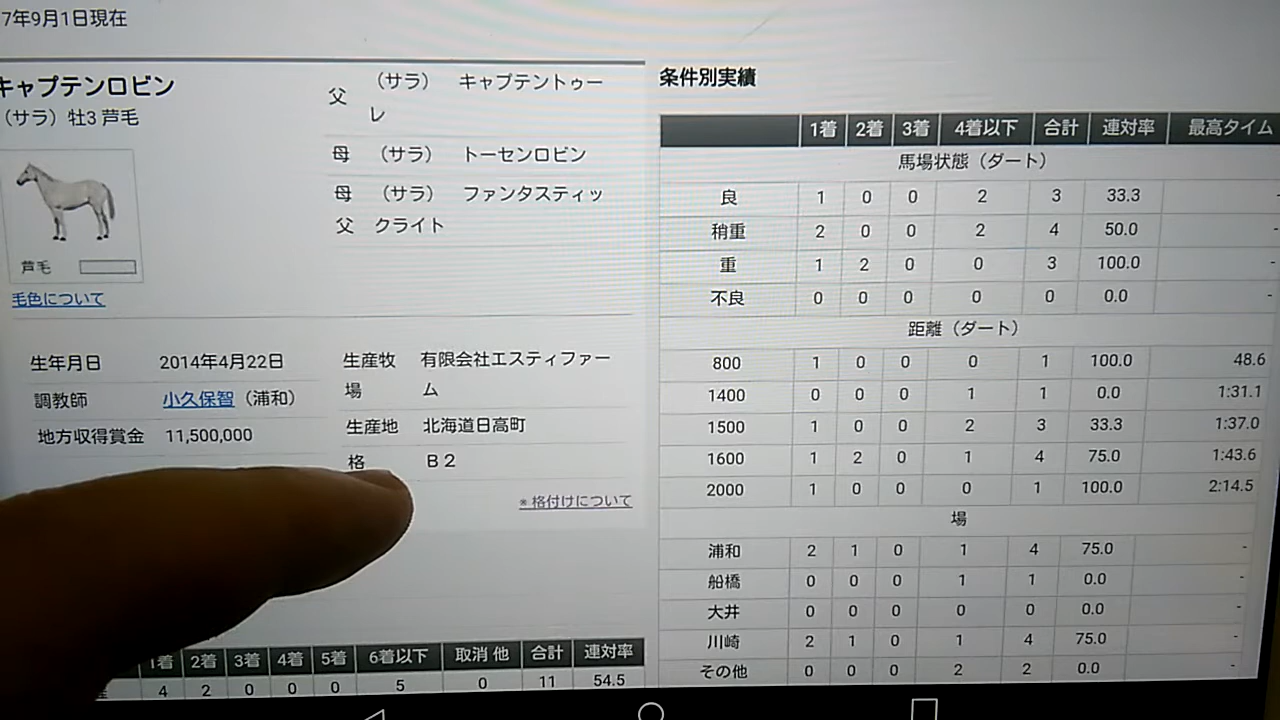 7年9月1日現在
キャプテンロビン
（サラ）牡3 芦毛
芦毛
毛色について
父 （サラ） キャプテントゥー
レ
母 （サラ） トーセンロビン
母 （サラ） ファンタスティッ
父 クライト
生年月日 2014年4月22日
調教師 小久保智（浦和）
地方収得賞金 11,500,000
生産牧 有限会社エスティファー
場 ム
生産地 北海道日高町
格 B2
※格付けについて
1着 2着 3着 4着 5着 6着以下 取消 他 合計 連対率
4 2 0 0 0 5 0 11 54.5
条件別実績
1着 2着 3着 4着以下 合計 連対率 最高タイム
馬場状態（ダート）
良 1 0 0 2 3 33.3 -
稍重 2 0 0 2 4 50.0 -
重 1 2 0 0 3 100.0 -
不良 0 0 0 0 0 0.0 -
距離（ダート）
800 1 0 0 0 1 100.0 48.6
1400 0 0 0 1 1 0.0 1:31.1
1500 1 0 0 2 3 33.3 1:37.0
1600 1 2 0 1 4 75.0 1:43.6
2000 1 0 0 0 1 100.0 2:14.5
場
浦和 2 1 0 1 4 75.0 -
船橋 0 0 0 1 1 0.0 -
大井 0 0 0 0 0 0.0 -
川崎 2 1 0 1 4 75.0 -
その他 0 0 0 2 2 0.0 -